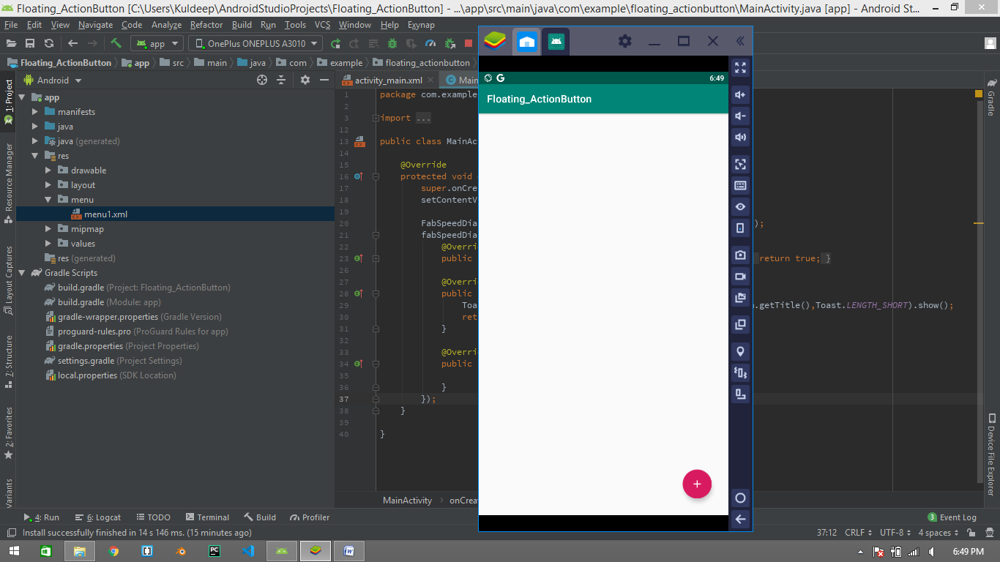 Floating_ActionButton [C:\Users\Kuldeep\AndroidStudioProjects\Floating_ActionButton] - ...\app\src\main\java\com\example\floating_actionbutton\MainActivity.java [app] - Android St...
File Edit View Navigate Code Analyze Refactor Build Run Tools VCS Window Help Exynap
app OnePlus ONEPLUS A3010
Floating_ActionButton app src main java com example floating_actionbutton
Android
activity_main.xml
Main
1: Project
Resource Manager
Layout Captures
7: Structure
2: Favorites
Variants
app
manifests
java
java (generated)
res
drawable
layout
menu
menu1.xml
mipmap
values
res (generated)
Gradle Scripts
build.gradle (Project: Floating_ActionButton)
build.gradle (Module: app)
gradle-wrapper.properties (Gradle Version)
proguard-rules.pro (ProGuard Rules for app)
gradle.properties (Project Properties)
settings.gradle (Project Settings)
local.properties (SDK Location)
1 package com.example
2
3 import ...
12
13 public class MainAc
14
15 @Override
16 protected void
17 super.onCre
18 setContentV
19
20 FabSpeedDia );
21 fabSpeedDia
22 @Overri
23 public return true; }
26
27 @Overri
28 public
29 Toa .getTitle(),Toast.LENGTH_SHORT).show();
30 ret
31 }
32
33 @Overri
34 public
35
36 }
37 });
38 }
39
40 }
MainActivity › onCrea
6:49
Floating_ActionButton
+
Gradle
Device File Explorer
4: Run 6: Logcat TODO Terminal Build Profiler
3 Event Log
Install successfully finished in 14 s 146 ms. (15 minutes ago)
37:12 CRLF UTF-8 4 spaces
6:49 PM